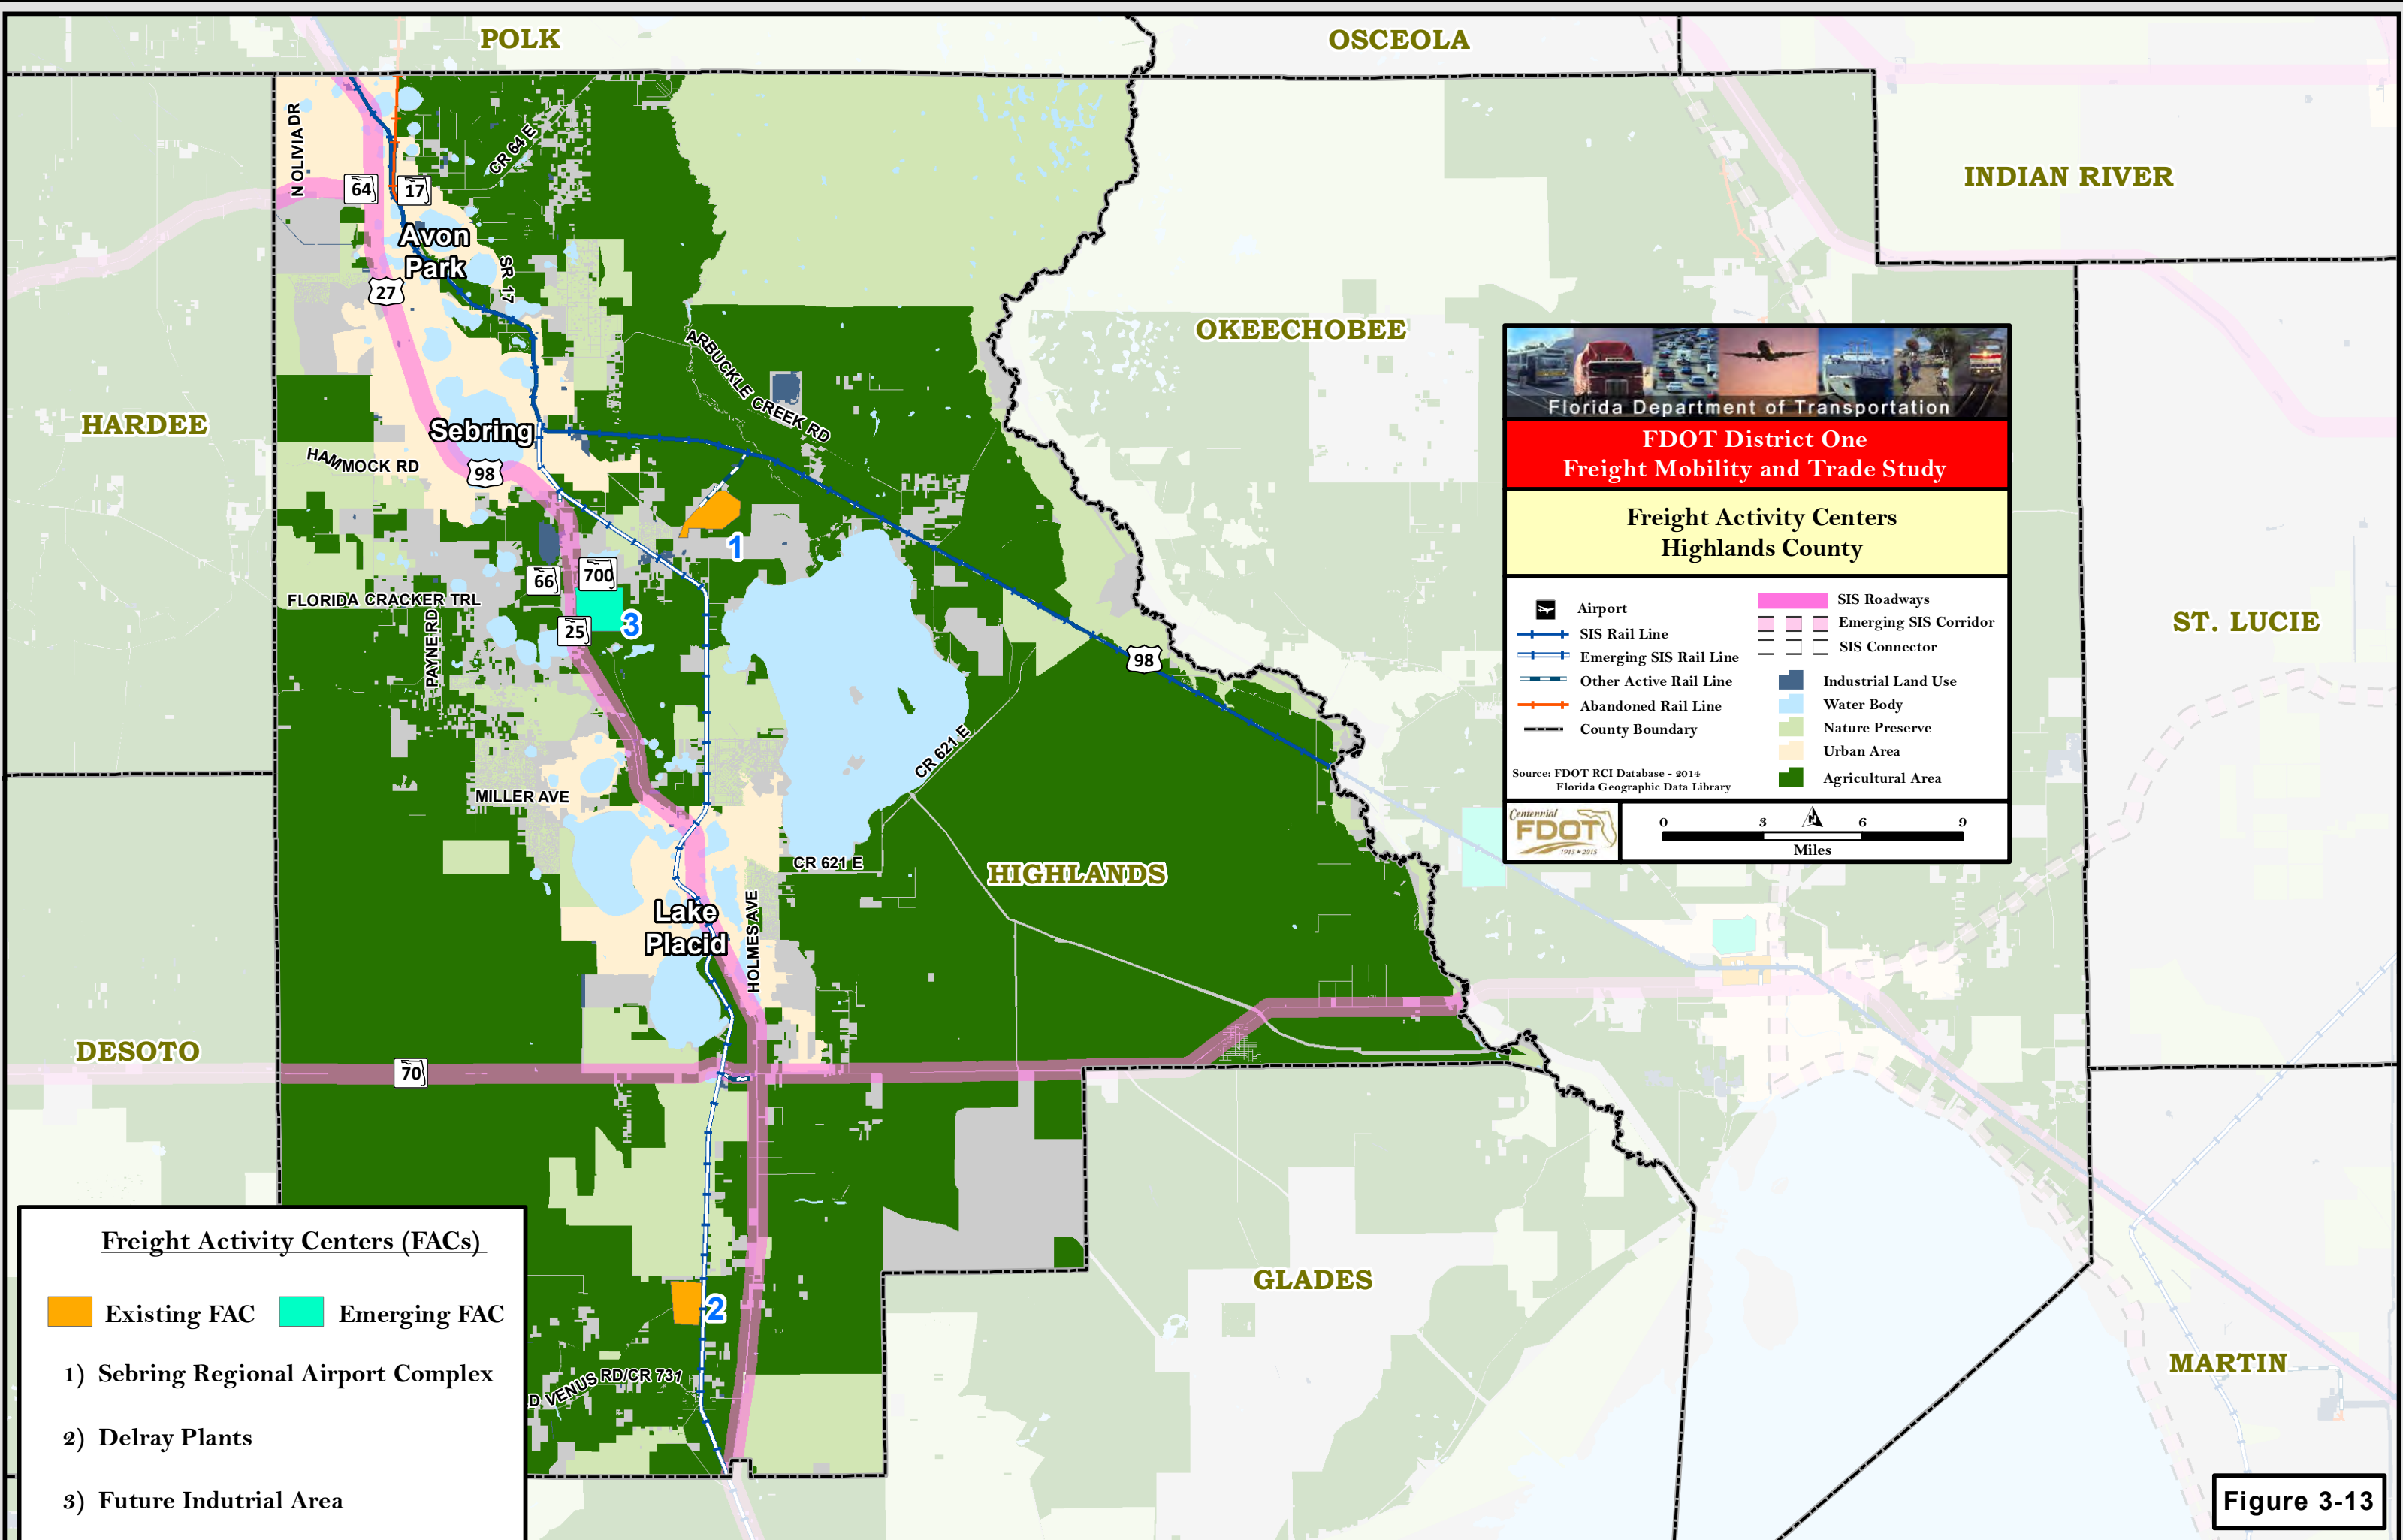 POLK
OSCEOLA
N OLIVIA DR
CR 64 E
INDIAN RIVER
64
17
Avon
Park
SR 17
27
OKEECHOBEE
ARBUCKLE CREEK RD
HARDEE
Sebring
HAMMOCK RD
98
1
66
700
FLORIDA CRACKER TRL
PAYNE RD
25
3
98
ST. LUCIE
CR 621 E
MILLER AVE
CR 621 E
HIGHLANDS
Lake
Placid
HOLMES AVE
DESOTO
70
GLADES
2
D VENUS RD/CR 731
MARTIN
Florida Department of Transportation
FDOT District One
Freight Mobility and Trade Study
Freight Activity Centers
Highlands County
Airport
SIS Rail Line
Emerging SIS Rail Line
Other Active Rail Line
Abandoned Rail Line
County Boundary
SIS Roadways
Emerging SIS Corridor
SIS Connector
Industrial Land Use
Water Body
Nature Preserve
Urban Area
Agricultural Area
Source: FDOT RCI Database - 2014
Florida Geographic Data Library
Centennial
FDOT
1915 ★ 2015
N
0 3 6 9
Miles
Freight Activity Centers (FACs)
Existing FAC Emerging FAC
1) Sebring Regional Airport Complex
2) Delray Plants
3) Future Indutrial Area
Figure 3-13